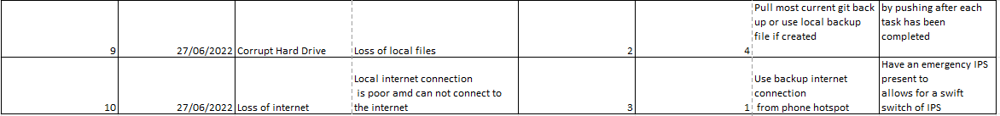 9
27/06/2022
Corrupt Hard Drive
Loss of local files
2
4
Pull most current git back
up or use local backup
file if created
by pushing after each
task has been
completed
10
27/06/2022
Loss of internet
Local internet connection
is poor amd can not connect to
the internet
3
1
Use backup internet
connection
from phone hotspot
Have an emergency IPS
present to
allows for a swift
switch of IPS